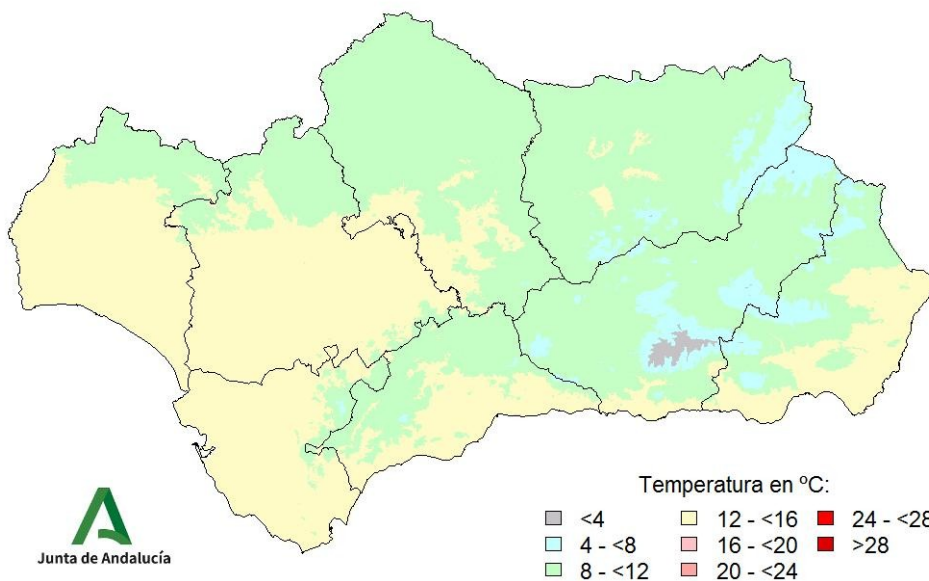 Temperatura en ºC:
<4 12 - <16 24 - <28
4 - <8 16 - <20 >28
8 - <12 20 - <24
Junta de Andalucía